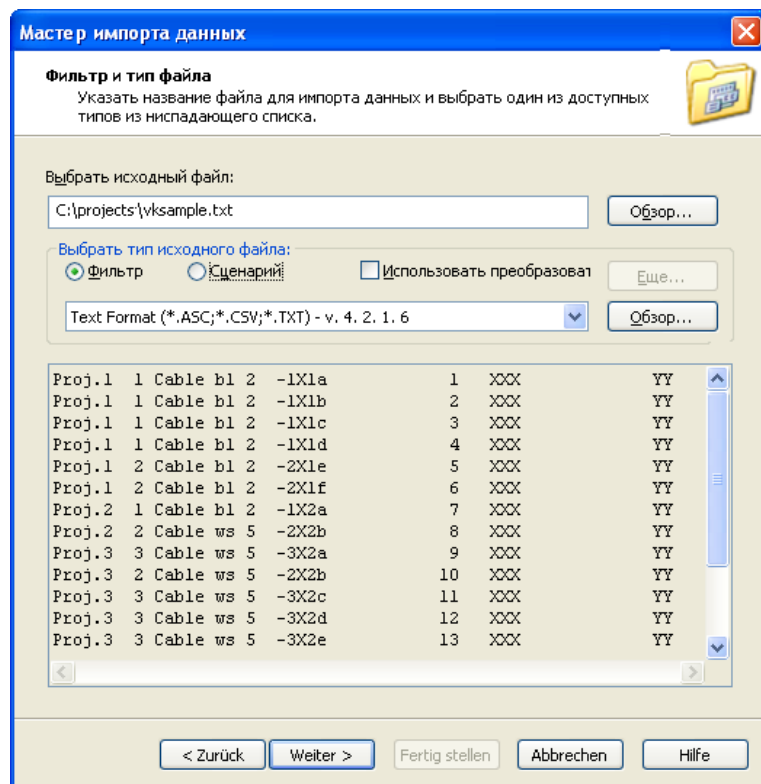 Мастер импорта данных
Фильтр и тип файла
Указать название файла для импорта данных и выбрать один из доступных
типов из ниспадающего списка.
Выбрать исходный файл:
C:\projects\vksample.txt
Обзор...
Выбрать тип исходного файла:
Фильтр Сценарий Использовать преобразоват Еще...
Text Format (*.ASC;*.CSV;*.TXT) - v. 4. 2. 1. 6 Обзор...
Proj.1 1 Cable bl 2 -1X1a 1 XXX YY
Proj.1 1 Cable bl 2 -1X1b 2 XXX YY
Proj.1 1 Cable bl 2 -1X1c 3 XXX YY
Proj.1 1 Cable bl 2 -1X1d 4 XXX YY
Proj.1 2 Cable bl 2 -2X1e 5 XXX YY
Proj.1 2 Cable bl 2 -2X1f 6 XXX YY
Proj.2 1 Cable bl 2 -1X2a 7 XXX YY
Proj.2 2 Cable ws 5 -2X2b 8 XXX YY
Proj.3 3 Cable ws 5 -3X2a 9 XXX YY
Proj.3 2 Cable ws 5 -2X2b 10 XXX YY
Proj.3 3 Cable ws 5 -3X2c 11 XXX YY
Proj.3 3 Cable ws 5 -3X2d 12 XXX YY
Proj.3 3 Cable ws 5 -3X2e 13 XXX YY
< Zurück Weiter > Fertig stellen Abbrechen Hilfe